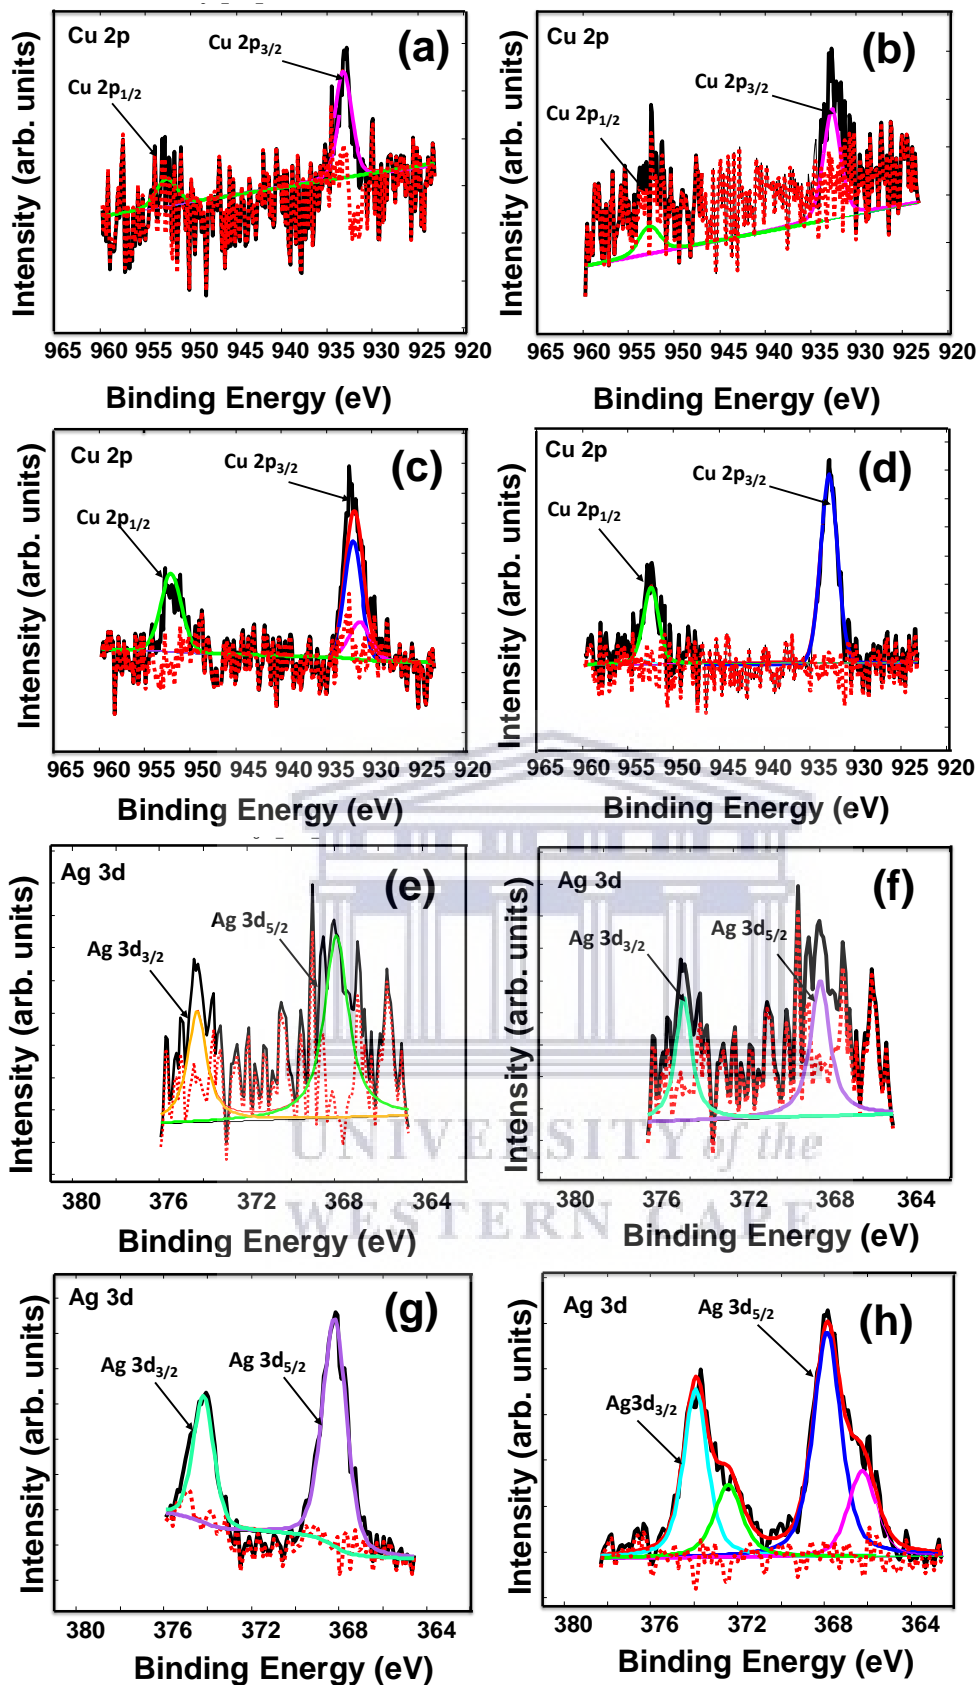 Cu 2p
(a)
Cu 2p3/2
Cu 2p1/2
Intensity (arb. units)
965 960 955 950 945 940 935 930 925 920
Binding Energy (eV)
Cu 2p
(b)
Cu 2p3/2
Cu 2p1/2
Intensity (arb. units)
965 960 955 950 945 940 935 930 925 920
Binding Energy (eV)
Cu 2p
(c)
Cu 2p3/2
Cu 2p1/2
Intensity (arb. units)
965 960 955 950 945 940 935 930 925 920
Binding Energy (eV)
Cu 2p
(d)
Cu 2p3/2
Cu 2p1/2
Intensity (arb. units)
965 960 955 950 945 940 935 930 925 920
Binding Energy (eV)
Ag 3d
(e)
Ag 3d5/2
Ag 3d3/2
Intensity (arb. units)
380 376 372 368 364
Binding Energy (eV)
Ag 3d
(f)
Ag 3d5/2
Ag 3d3/2
Intensity (arb. units)
380 376 372 368 364
Binding Energy (eV)
UNIVERSITY of the
WESTERN CAPE
Ag 3d
(g)
Ag 3d3/2
Ag 3d5/2
Intensity (arb. units)
380 376 372 368 364
Binding Energy (eV)
Ag 3d
(h)
Ag 3d5/2
Ag3d3/2
Intensity (arb. units)
380 376 372 368 364
Binding Energy (eV)